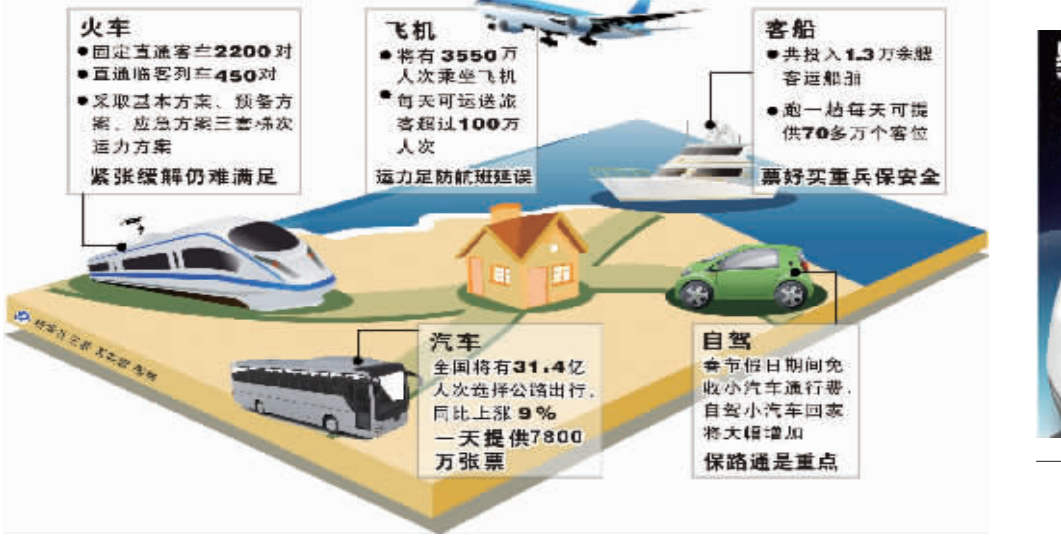 火车
●固定直通客车2200对
●直通临客列车450对
●采取基本方案、预备方
案、应急方案三套梯次
运力方案
紧张缓解仍难满足
飞机
●将有3550万
人次乘坐飞机
●每天可运送旅
客超过100万
人次
运力足防航班延误
客船
●共投入1.3万余艘
客运船舶
●跑一趟每天可提
供70多万个客位
票好买重兵保安全
汽车
全国将有31.4亿
人次选择公路出行，
同比上涨9%
一天提供7800
万张票
自驾
春节假日期间免
收小汽车通行费，
自驾小汽车回家
将大幅增加
保路通是重点